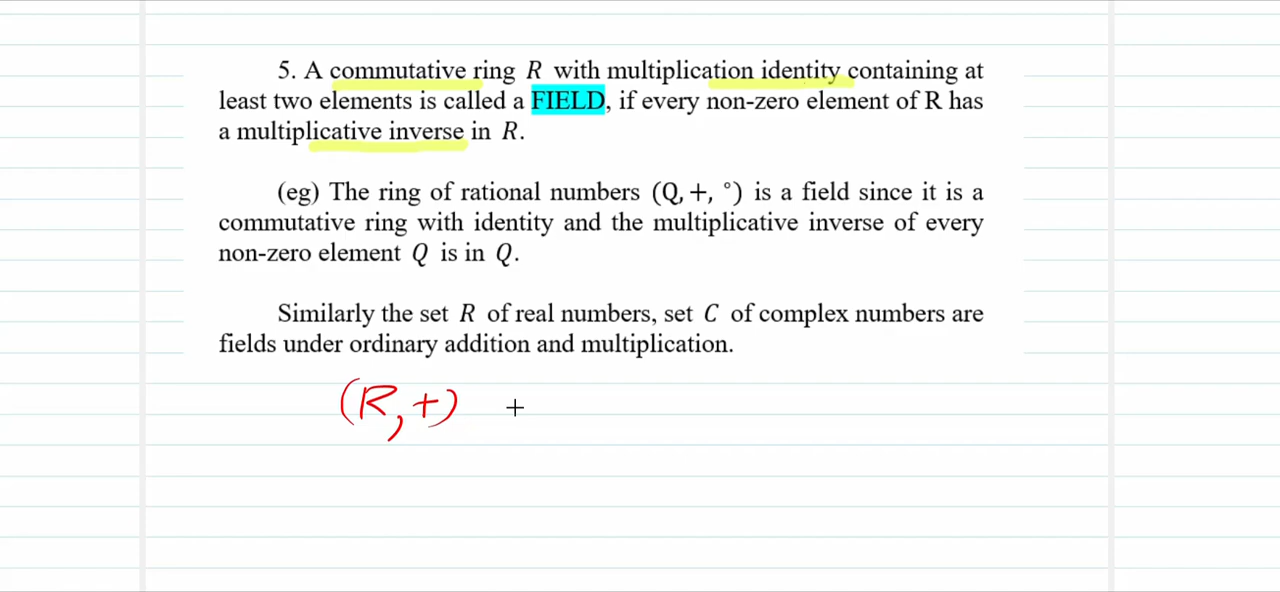 5. A commutative ring R with multiplication identity containing at
least two elements is called a FIELD, if every non-zero element of R has
a multiplicative inverse in R.
(eg) The ring of rational numbers (Q, +, °) is a field since it is a
commutative ring with identity and the multiplicative inverse of every
non-zero element Q is in Q.
Similarly the set R of real numbers, set C of complex numbers are
fields under ordinary addition and multiplication.
(R, +)